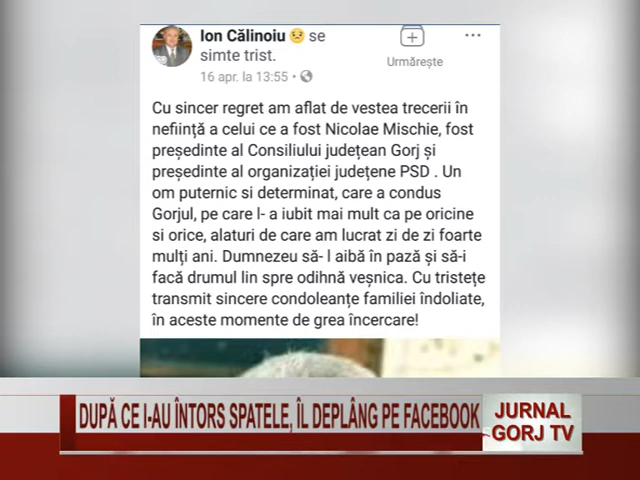 Ion Călinoiu 😟 se
simte trist.
16 apr. la 13:55 •
Urmărește
Cu sincer regret am aflat de vestea trecerii în
neființă a celui ce a fost Nicolae Mischie, fost
președinte al Consiliului județean Gorj și
președinte al organizației județene PSD . Un
om puternic si determinat, care a condus
Gorjul, pe care l- a iubit mai mult ca pe oricine
si orice, alaturi de care am lucrat zi de zi foarte
mulți ani. Dumnezeu să- l aibă în pază și să-i
facă drumul lin spre odihnă veșnica. Cu tristețe
transmit sincere condoleanțe familiei îndoliate,
în aceste momente de grea încercare!
DUPĂ CE I-AU ÎNTORS SPATELE, ÎL DEPLÂNG PE FACEBOOK
JURNAL
GORJ TV